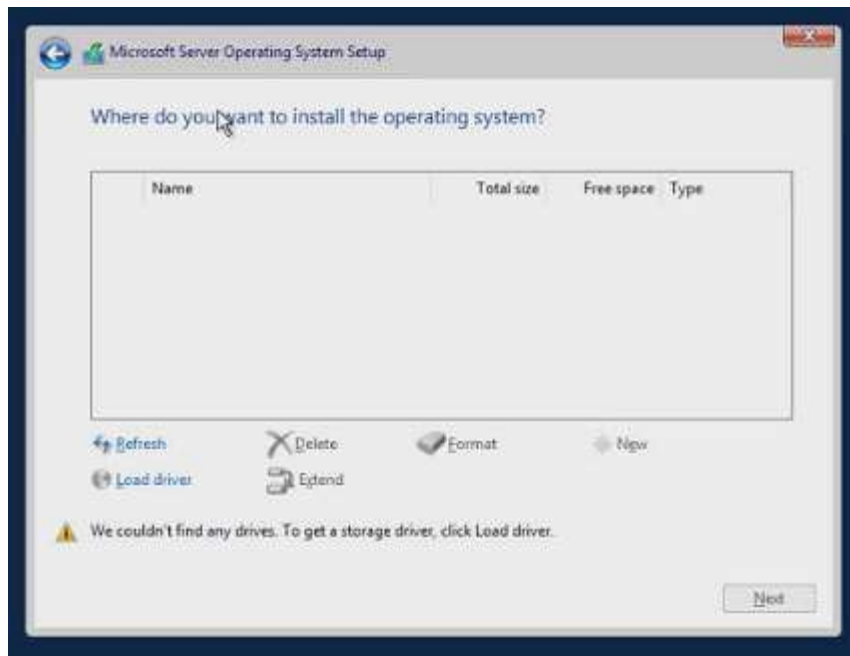 Microsoft Server Operating System Setup
Where do you want to install the operating system?
Name Total size Free space Type
Refresh Delete Format New
Load driver Extend
We couldn't find any drives. To get a storage driver, click Load driver.
Next